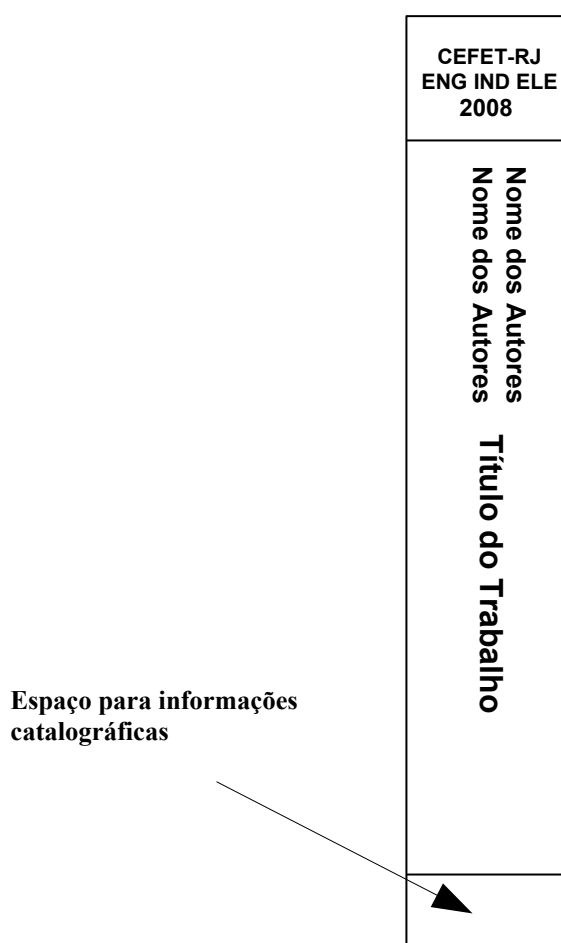 CEFET-RJ
ENG IND ELE
2008
Nome dos Autores
Nome dos Autores
Título do Trabalho
Espaço para informações
catalográficas